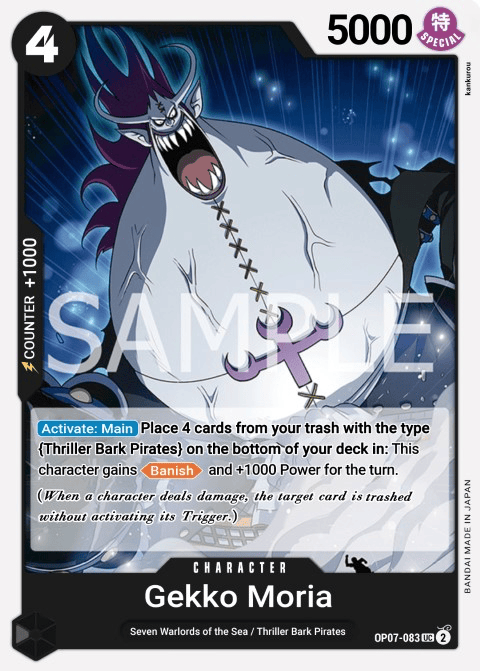 4
5000
特
SPECIAL
kankurou
COUNTER +1000
SAMPLE
Activate: Main Place 4 cards from your trash with the type
{Thriller Bark Pirates} on the bottom of your deck in: This
character gains Banish and +1000 Power for the turn.
(When a character deals damage, the target card is trashed
without activating its Trigger.)
BANDAI MADE IN JAPAN
CHARACTER
Gekko Moria
Seven Warlords of the Sea / Thriller Bark Pirates
OP07-083 UC 2